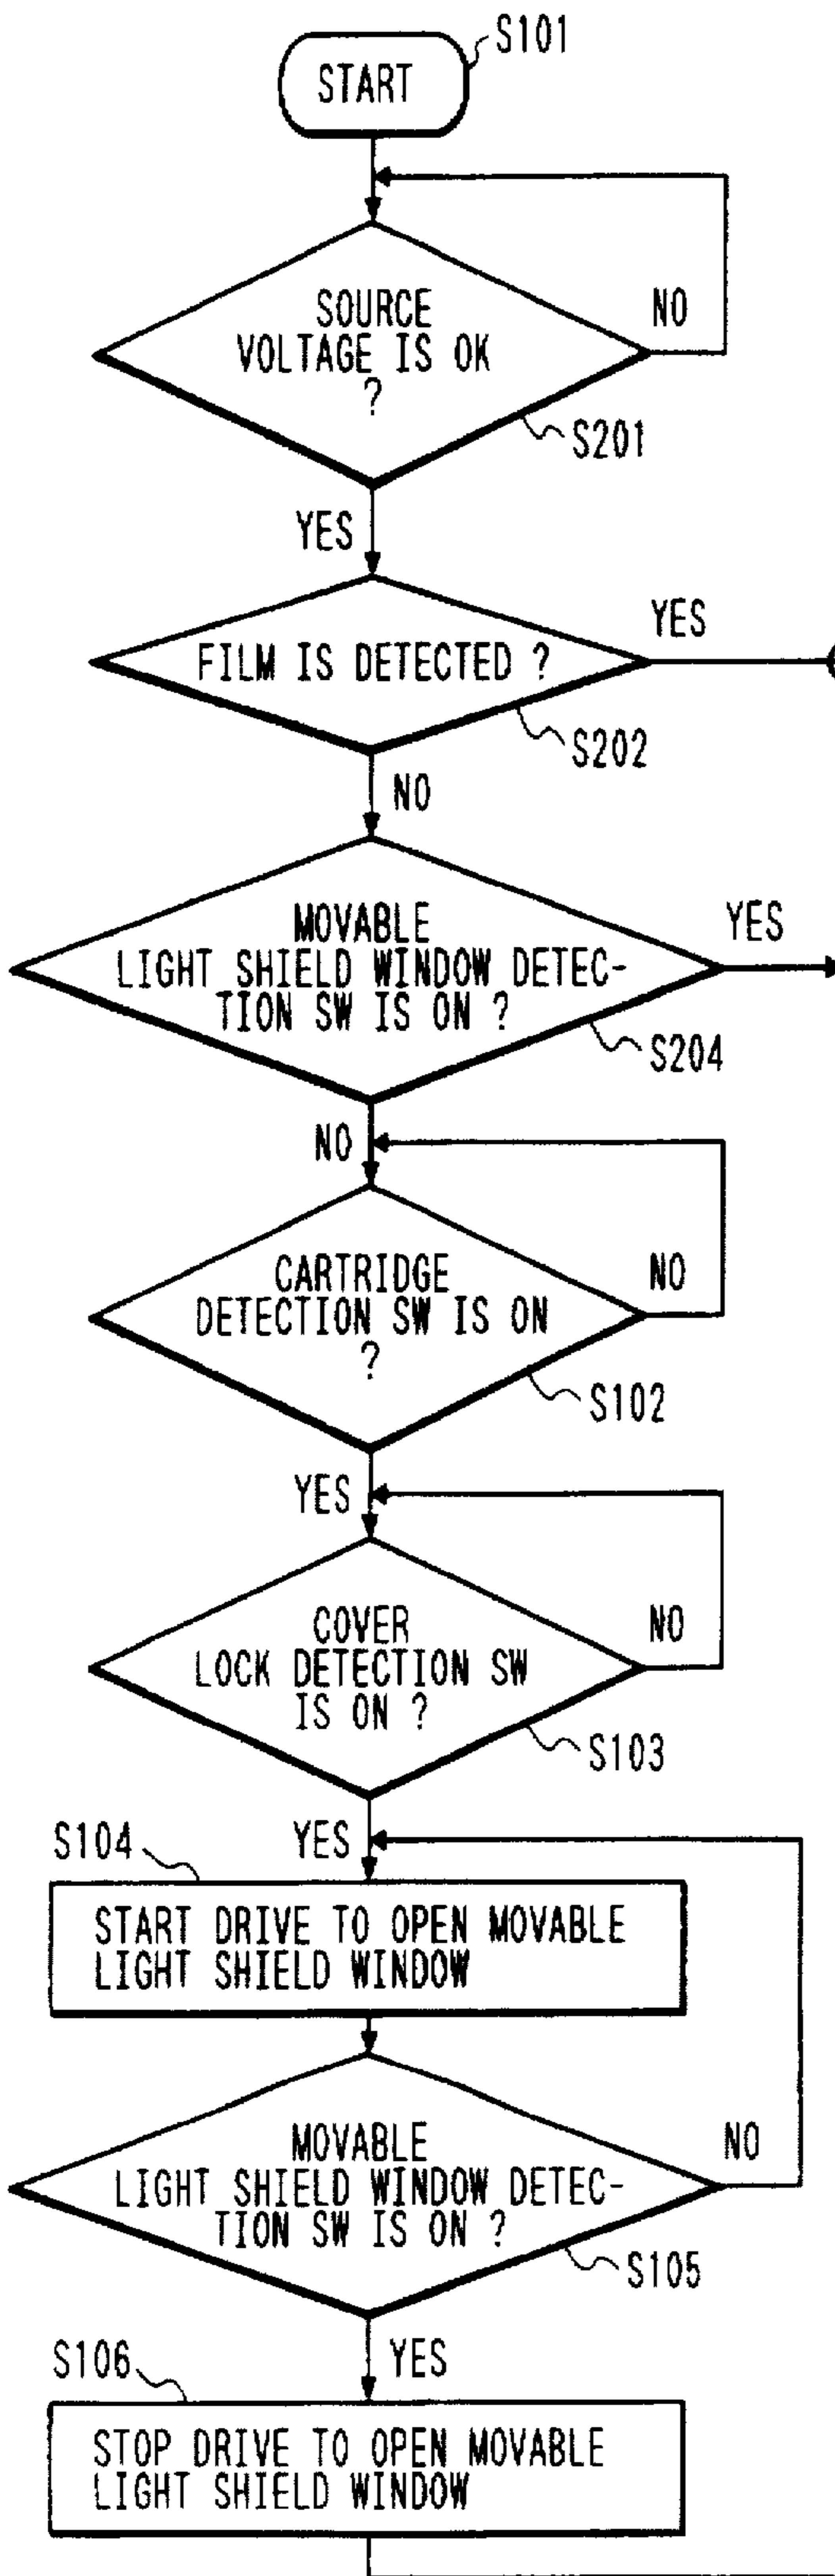 S101
START
SOURCE
VOLTAGE IS OK
?
NO
S201
YES
FILM IS DETECTED ?
YES
S202
NO
MOVABLE
LIGHT SHIELD WINDOW DETEC-
TION SW IS ON ?
YES
S204
NO
CARTRIDGE
DETECTION SW IS ON
?
NO
S102
YES
COVER
LOCK DETECTION SW
IS ON ?
NO
S103
YES
S104
START DRIVE TO OPEN MOVABLE
LIGHT SHIELD WINDOW
MOVABLE
LIGHT SHIELD WINDOW DETEC-
TION SW IS ON ?
NO
S105
YES
S106
STOP DRIVE TO OPEN MOVABLE
LIGHT SHIELD WINDOW